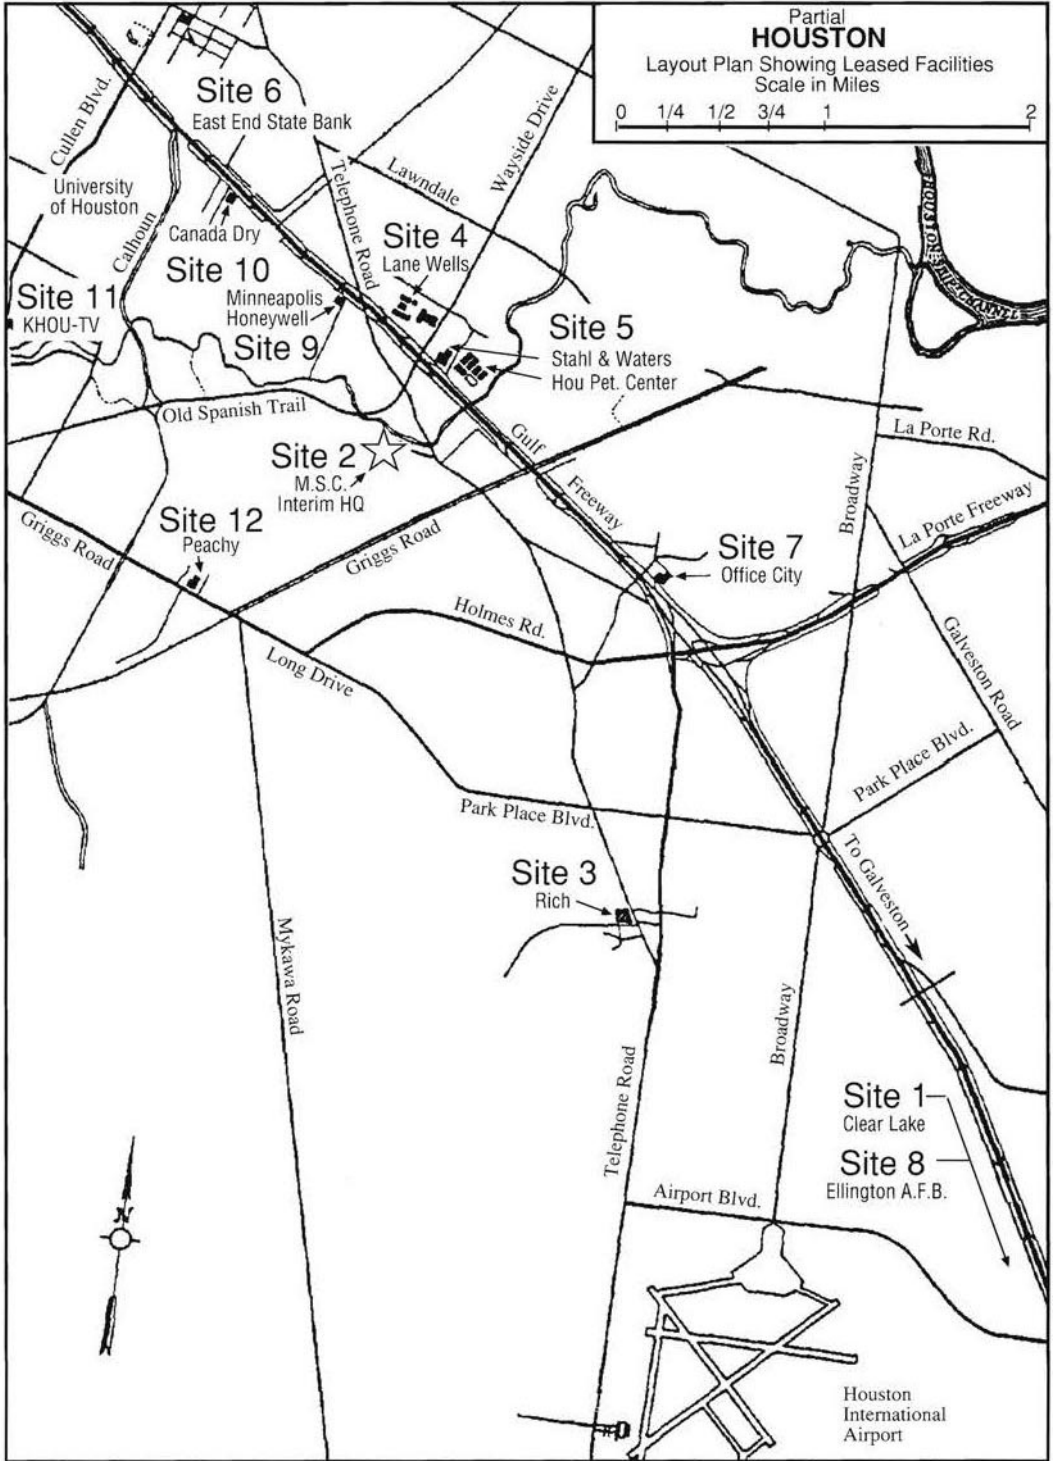 Partial
HOUSTON
Layout Plan Showing Leased Facilities
Scale in Miles
0 1/4 1/2 3/4 1 2
Cullen Blvd.
Site 6
East End State Bank
Wayside Drive
Telephone Road
Lawndale
University
of Houston
Calhoun
Canada Dry
Site 10
Site 4
Lane Wells
HOUSTON SHIP CHANNEL
Site 11
KHOU-TV
Minneapolis
Honeywell
Site 9
Site 5
Stahl & Waters
Hou Pet. Center
Old Spanish Trail
Gulf
Freeway
La Porte Rd.
Site 2
M.S.C.
Interim HQ
Broadway
La Porte Freeway
Griggs Road
Site 12
Peachy
Griggs Road
Site 7
Office City
Holmes Rd.
Long Drive
Galveston Road
Park Place Blvd.
Park Place Blvd.
To Galveston
Site 3
Rich
Mykawa Road
Broadway
Telephone Road
Site 1
Clear Lake
Site 8
Ellington A.F.B.
N
Airport Blvd.
Houston
International
Airport